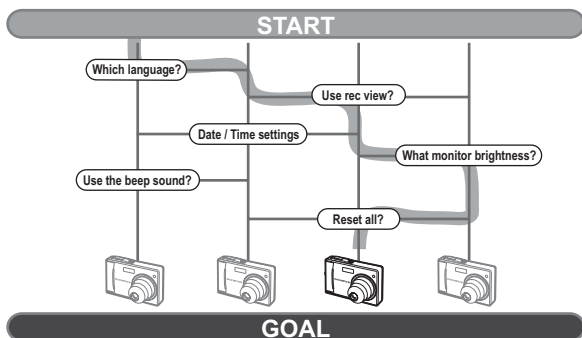 START
Which language?
Use rec view?
Date / Time settings
What monitor brightness?
Use the beep sound?
Reset all?
GOAL